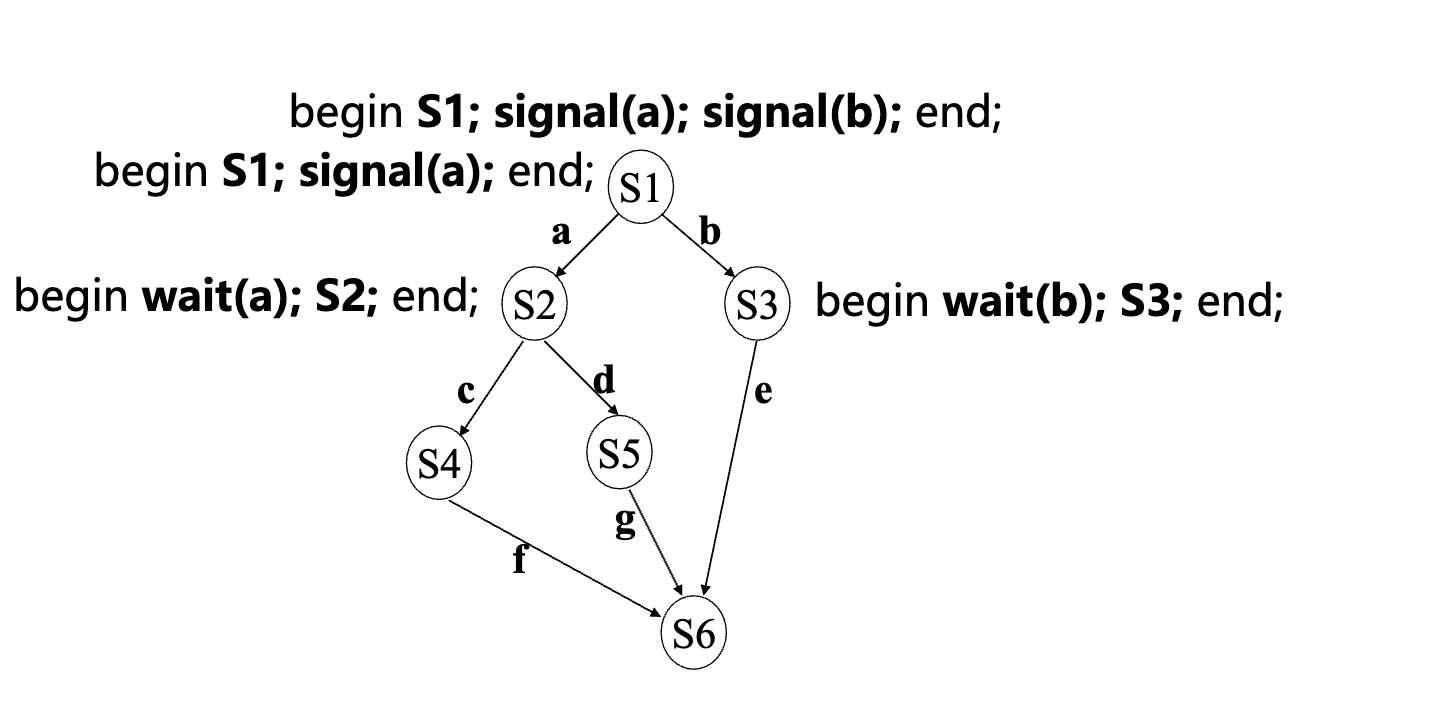 begin S1; signal(a); signal(b); end;
begin S1; signal(a); end;
S1
a
b
begin wait(a); S2; end;
S2
S3
begin wait(b); S3; end;
c
d
e
S4
S5
g
f
S6